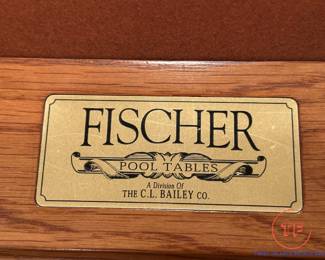 FISCHER
POOL TABLES
A Division Of
THE C.L. BAILEY CO.